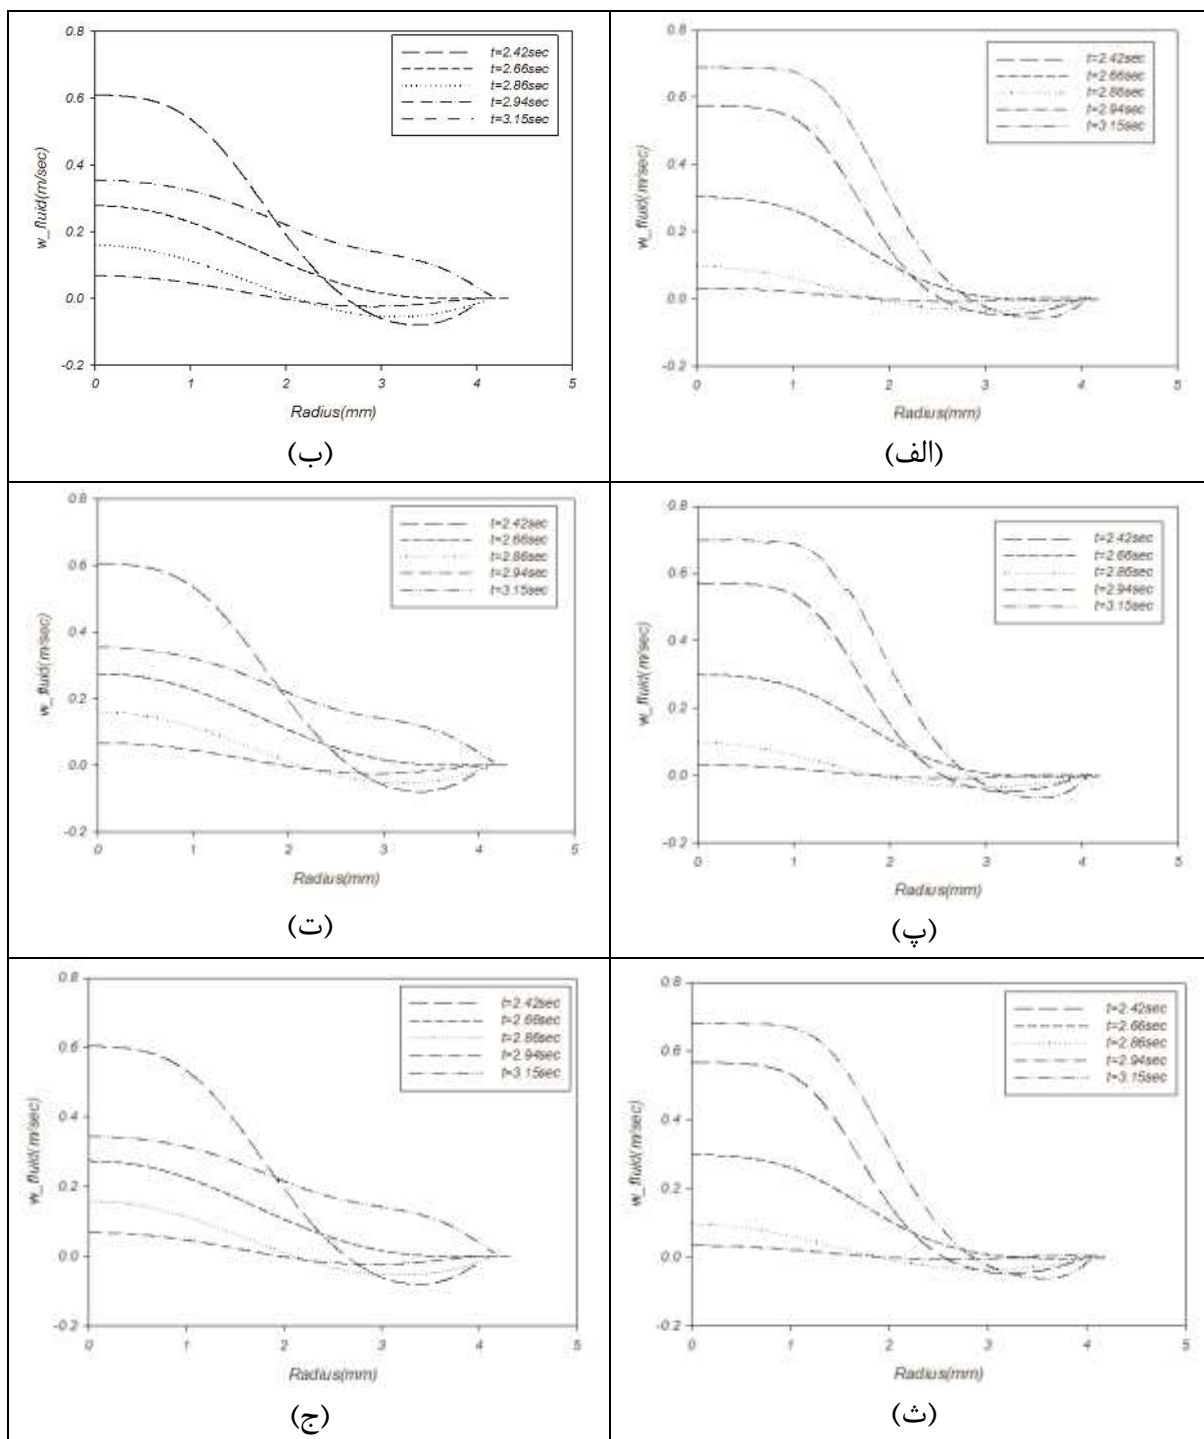 0.8
0.6
0.4
0.2
0.0
-0.2
w_fluid(m/sec)
t=2.42sec
t=2.66sec
t=2.86sec
t=2.94sec
t=3.15sec
0 1 2 3 4 5
Radius(mm)
(الف)
0.8
0.6
0.4
0.2
0.0
-0.2
w_fluid(m/sec)
t=2.42sec
t=2.66sec
t=2.86sec
t=2.94sec
t=3.15sec
0 1 2 3 4 5
Radius(mm)
(ب)
0.8
0.6
0.4
0.2
0.0
-0.2
w_fluid(m/sec)
t=2.42sec
t=2.66sec
t=2.86sec
t=2.94sec
t=3.15sec
0 1 2 3 4 5
Radius(mm)
(پ)
0.8
0.6
0.4
0.2
0.0
-0.2
w_fluid(m/sec)
t=2.42sec
t=2.66sec
t=2.86sec
t=2.94sec
t=3.15sec
0 1 2 3 4 5
Radius(mm)
(ت)
0.8
0.6
0.4
0.2
0.0
-0.2
w_fluid(m/sec)
t=2.42sec
t=2.66sec
t=2.86sec
t=2.94sec
t=3.15sec
0 1 2 3 4 5
Radius(mm)
(ث)
0.8
0.6
0.4
0.2
0.0
-0.2
w_fluid(m/sec)
t=2.42sec
t=2.66sec
t=2.86sec
t=2.94sec
t=3.15sec
0 1 2 3 4 5
Radius(mm)
(ج)